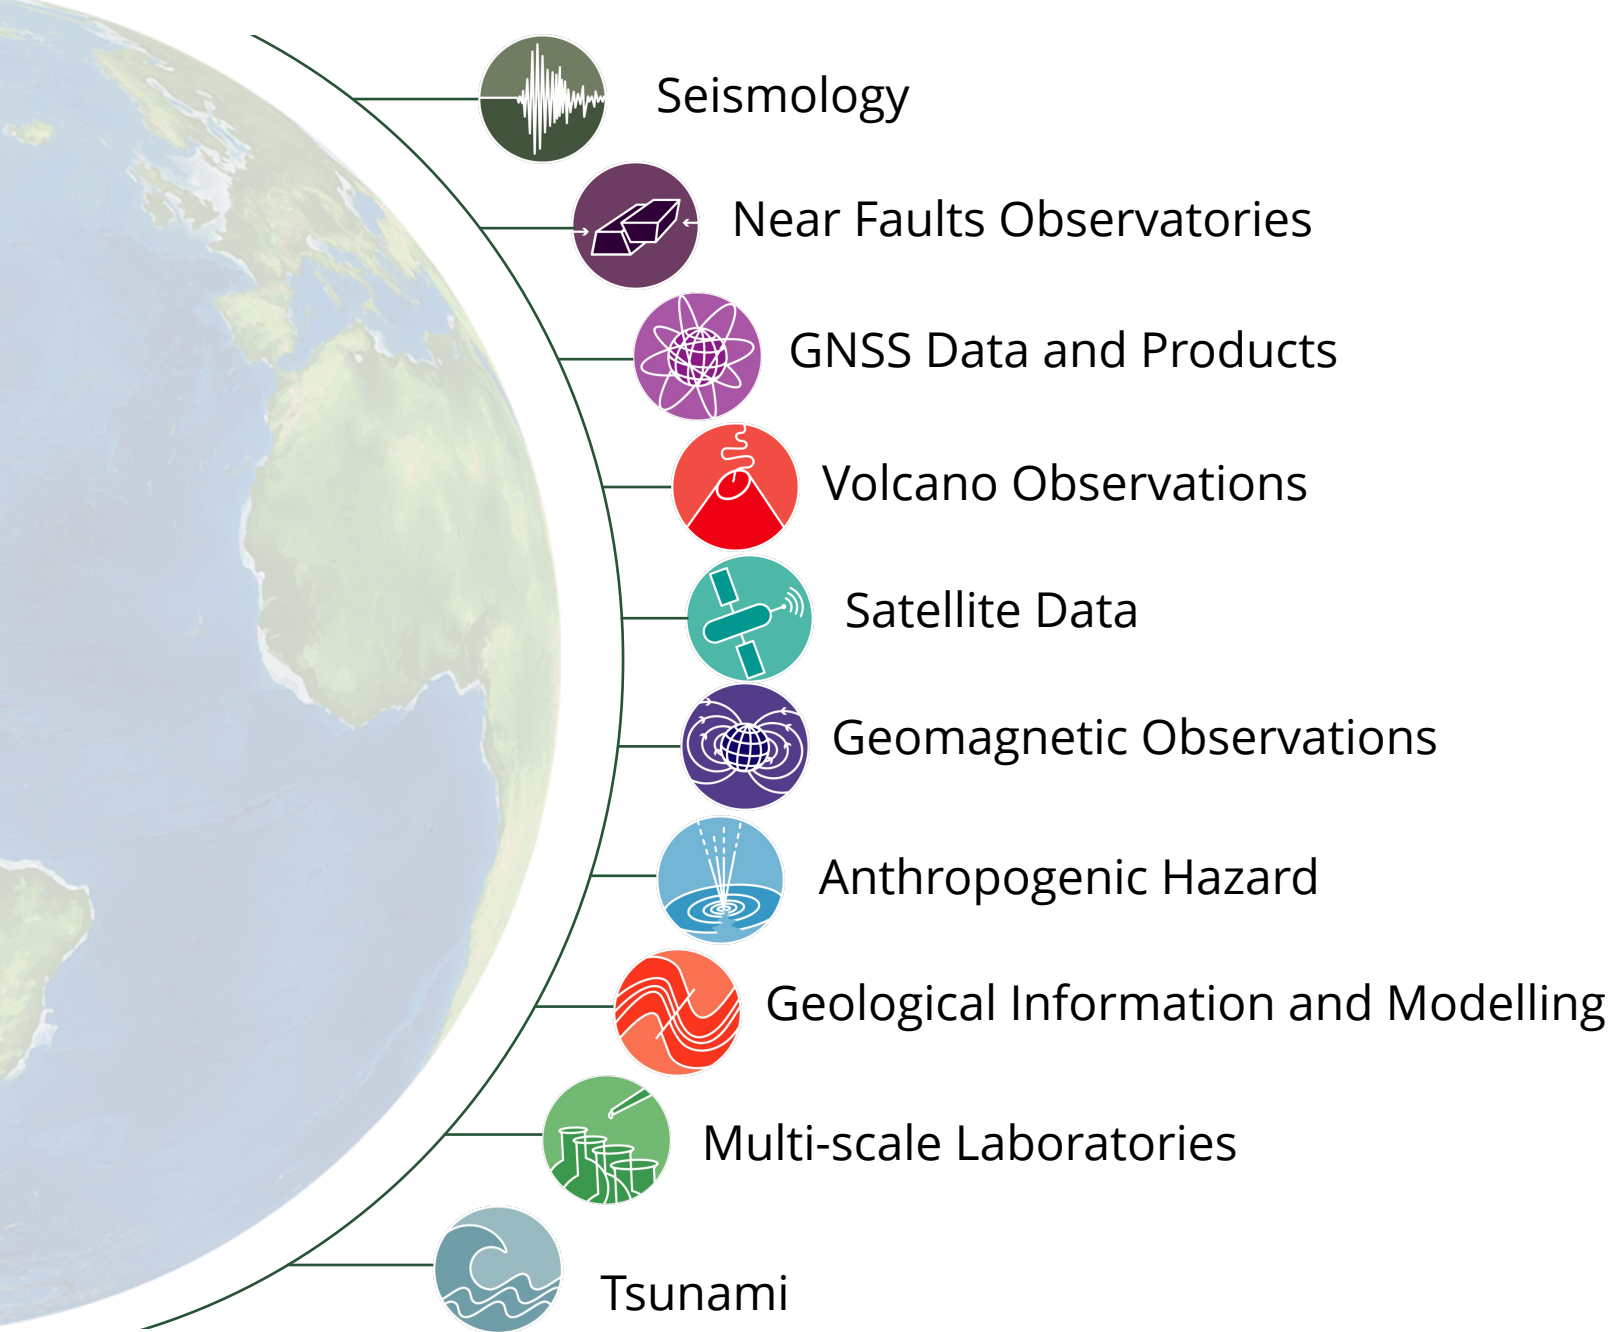 Seismology
Near Faults Observatories
GNSS Data and Products
Volcano Observations
Satellite Data
Geomagnetic Observations
Anthropogenic Hazard
Geological Information and Modelling
Multi-scale Laboratories
Tsunami